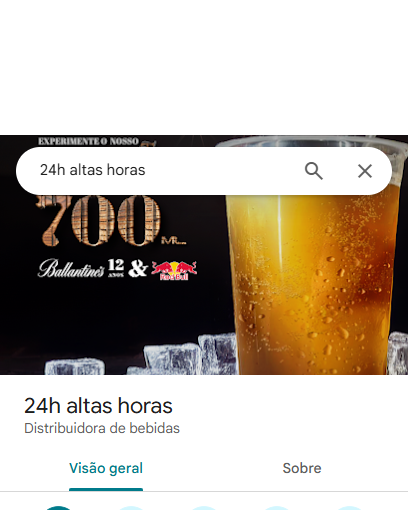 EXPERIMENTE O NOSSO
24h altas horas
700
ML
Ballantine's 12 ANOS & Red Bull
24h altas horas
Distribuidora de bebidas
Visão geral
Sobre